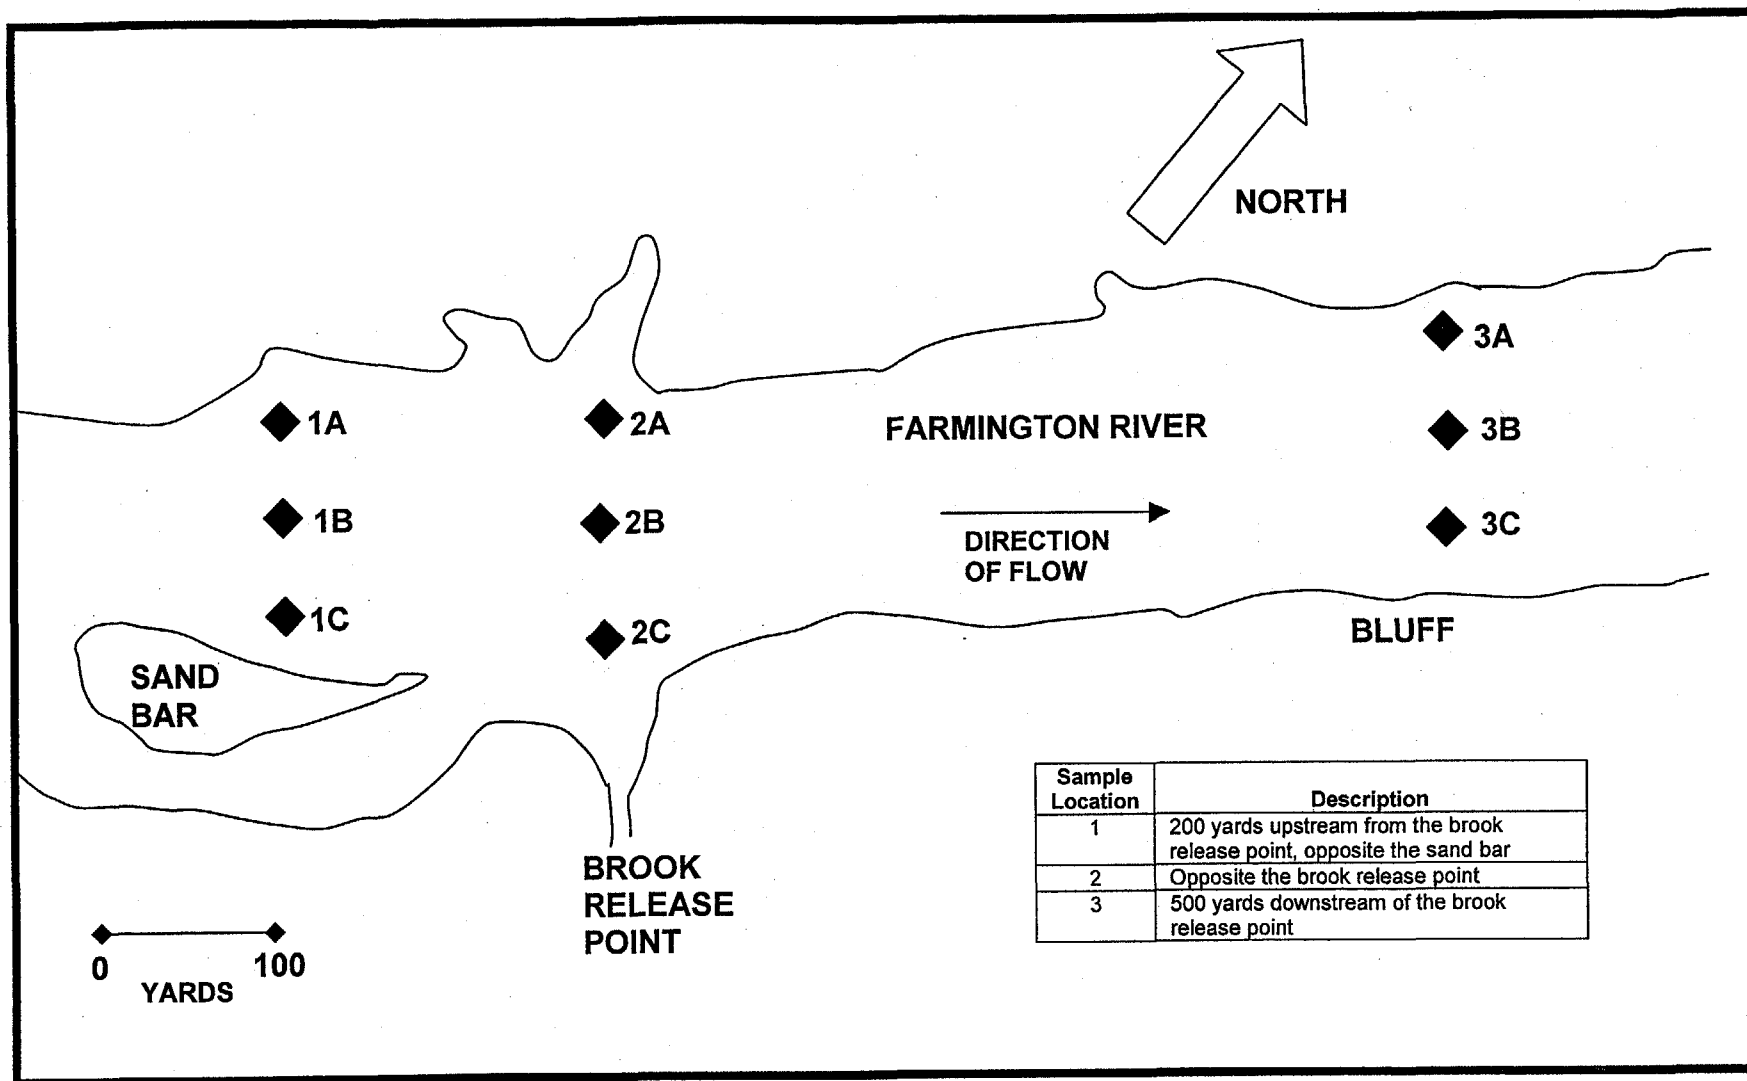 NORTH
3A
1A
2A
FARMINGTON RIVER
3B
1B
2B
3C
DIRECTION
OF FLOW
1C
2C
BLUFF
SAND
BAR
BROOK
RELEASE
POINT
Sample
Location
Description
1
200 yards upstream from the brook
release point, opposite the sand bar
2
Opposite the brook release point
3
500 yards downstream of the brook
release point
0
100
YARDS